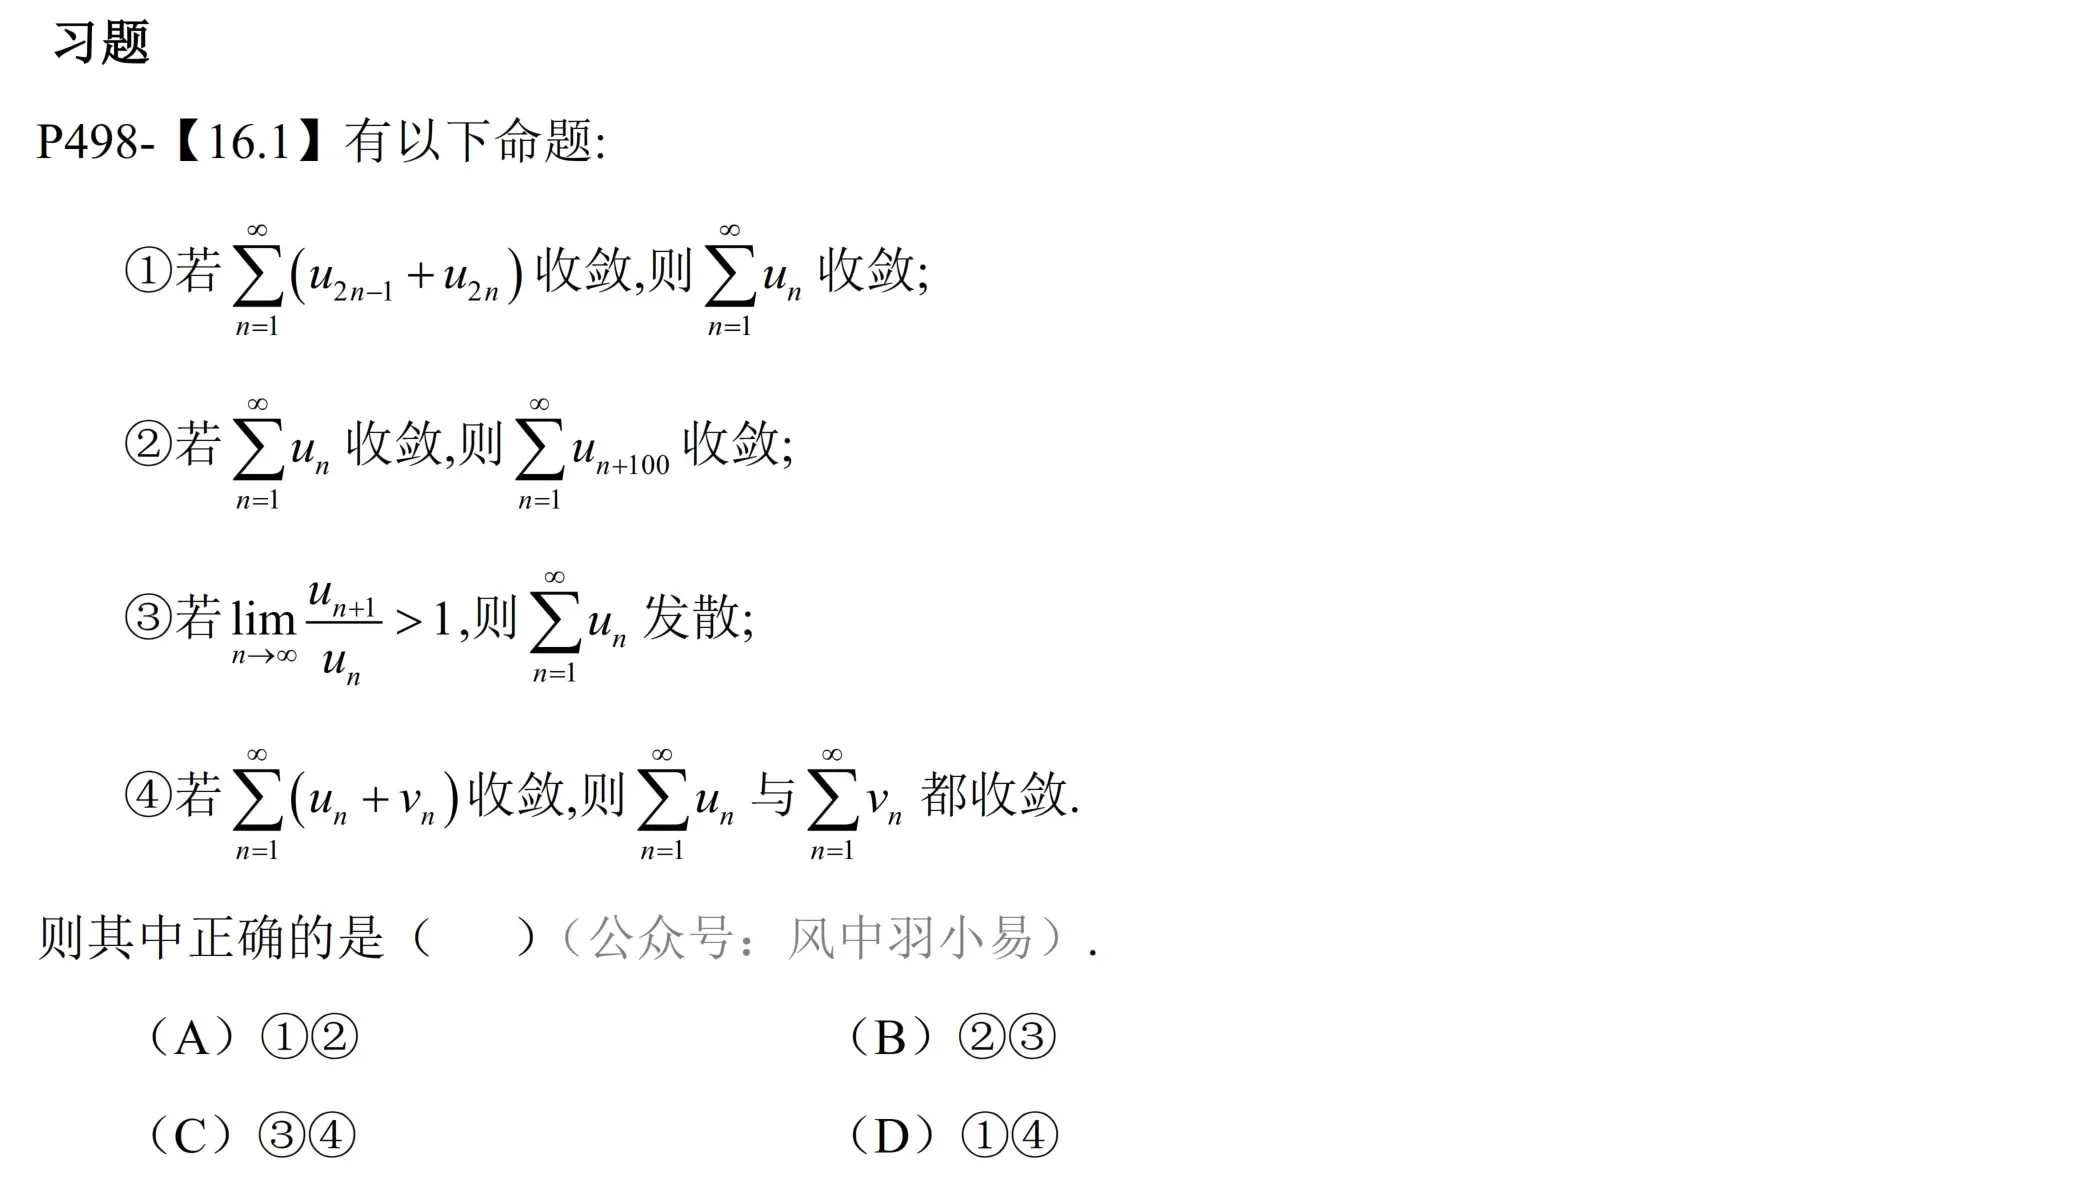 习题
P498-【16.1】有以下命题:
①若 $\sum_{n=1}^{\infty}(u_{2n-1}+u_{2n})$ 收敛,则 $\sum_{n=1}^{\infty}u_n$ 收敛;
②若 $\sum_{n=1}^{\infty}u_n$ 收敛,则 $\sum_{n=1}^{\infty}u_{n+100}$ 收敛;
③若 $\lim_{n\to\infty}\frac{u_{n+1}}{u_n}>1$,则 $\sum_{n=1}^{\infty}u_n$ 发散;
④若 $\sum_{n=1}^{\infty}(u_n+v_n)$ 收敛,则 $\sum_{n=1}^{\infty}u_n$ 与 $\sum_{n=1}^{\infty}v_n$ 都收敛.
则其中正确的是（　　）（公众号：风中羽小易）.
（A）①②　　（B）②③
（C）③④　　（D）①④